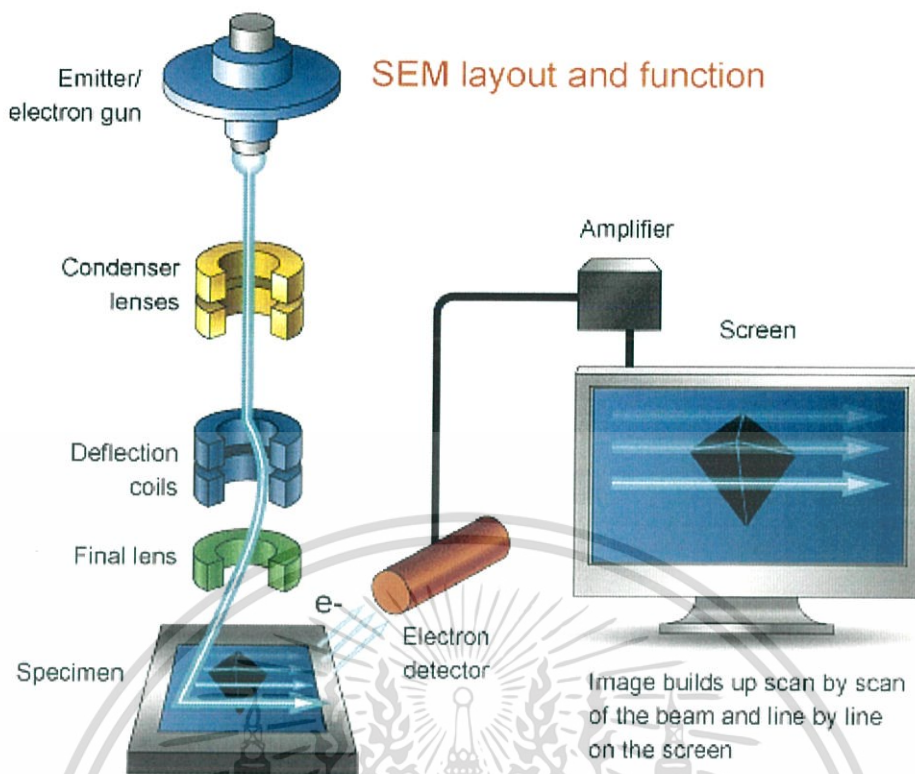 SEM layout and function
Emitter/
electron gun
Condenser
lenses
Deflection
coils
Final lens
Specimen
e-
Electron
detector
Amplifier
Screen
Image builds up scan by scan
of the beam and line by line
on the screen